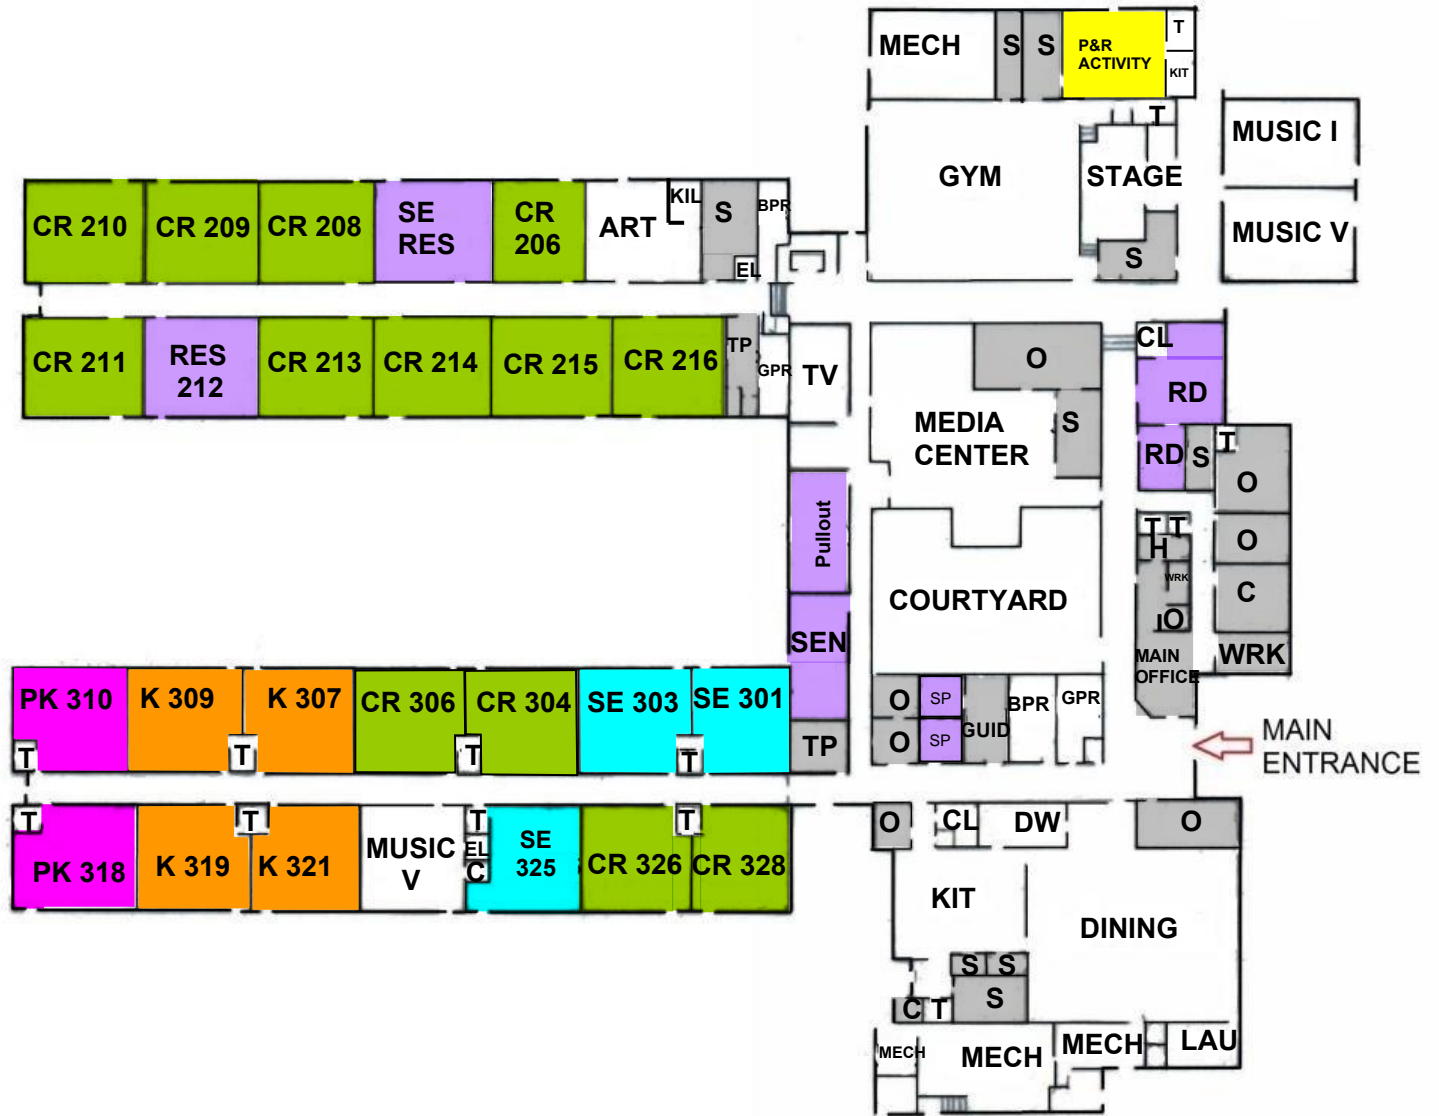 MECH
S
S
P&R
ACTIVITY
T
KIT
T
MUSIC I
GYM
STAGE
MUSIC V
S
CR 210
CR 209
CR 208
SE
RES
CR
206
ART
KIL
S
BPR
EL
CR 211
RES
212
CR 213
CR 214
CR 215
CR 216
TP
GPR
TV
O
CL
RD
MEDIA
CENTER
S
RD
S
T
O
Pullout
T
T
H
O
WRK
C
COURTYARD
IO
SEN
MAIN
OFFICE
WRK
PK 310
K 309
K 307
CR 306
CR 304
SE 303
SE 301
T
T
T
T
TP
O
SP
O
SP
GUID
BPR
GPR
MAIN
ENTRANCE
T
PK 318
K 319
T
K 321
MUSIC
V
T
EL
C
SE
325
CR 326
T
CR 328
O
CL
DW
O
KIT
DINING
S
S
S
C
T
MECH
MECH
MECH
LAU